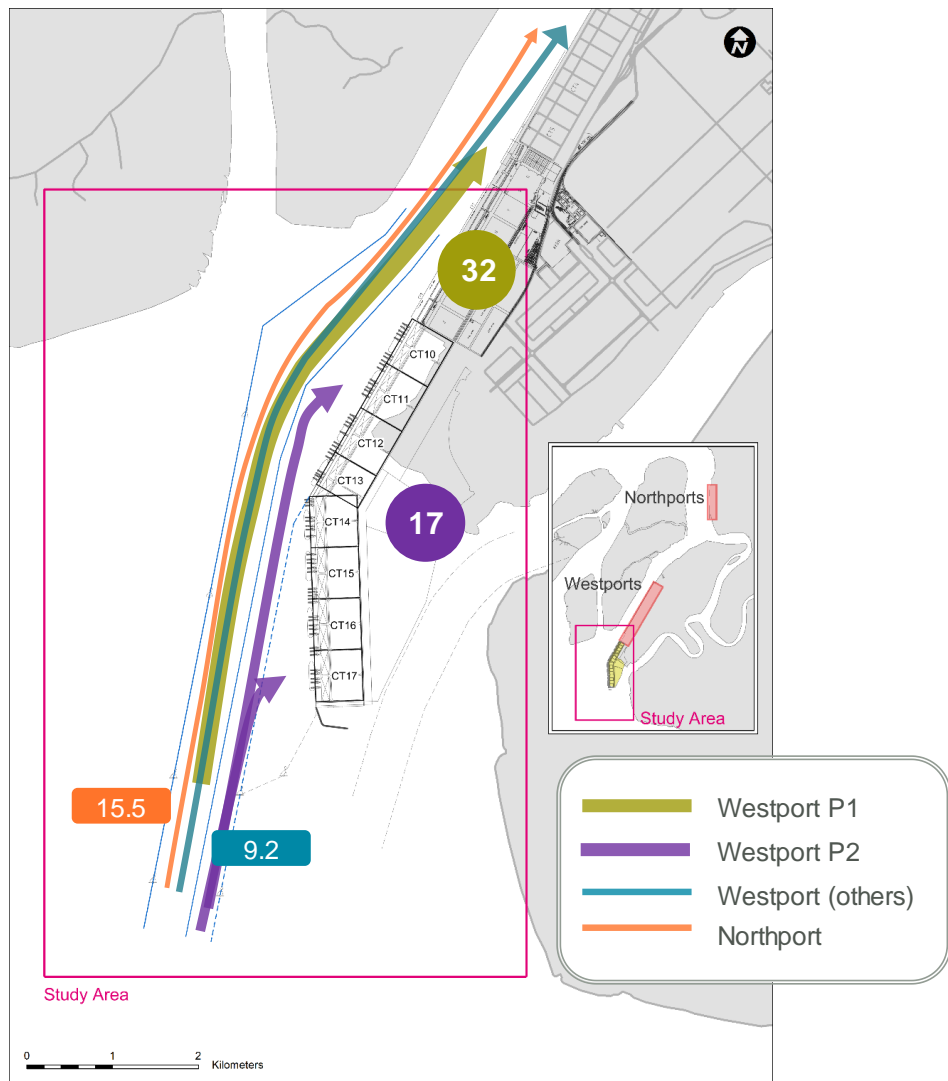 N
32
CT10
CT11
CT12
CT13
17
CT14
CT15
CT16
CT17
Northports
Westports
Study Area
15.5
9.2
Westport P1
Westport P2
Westport (others)
Northport
Study Area
0 1 2
Kilometers